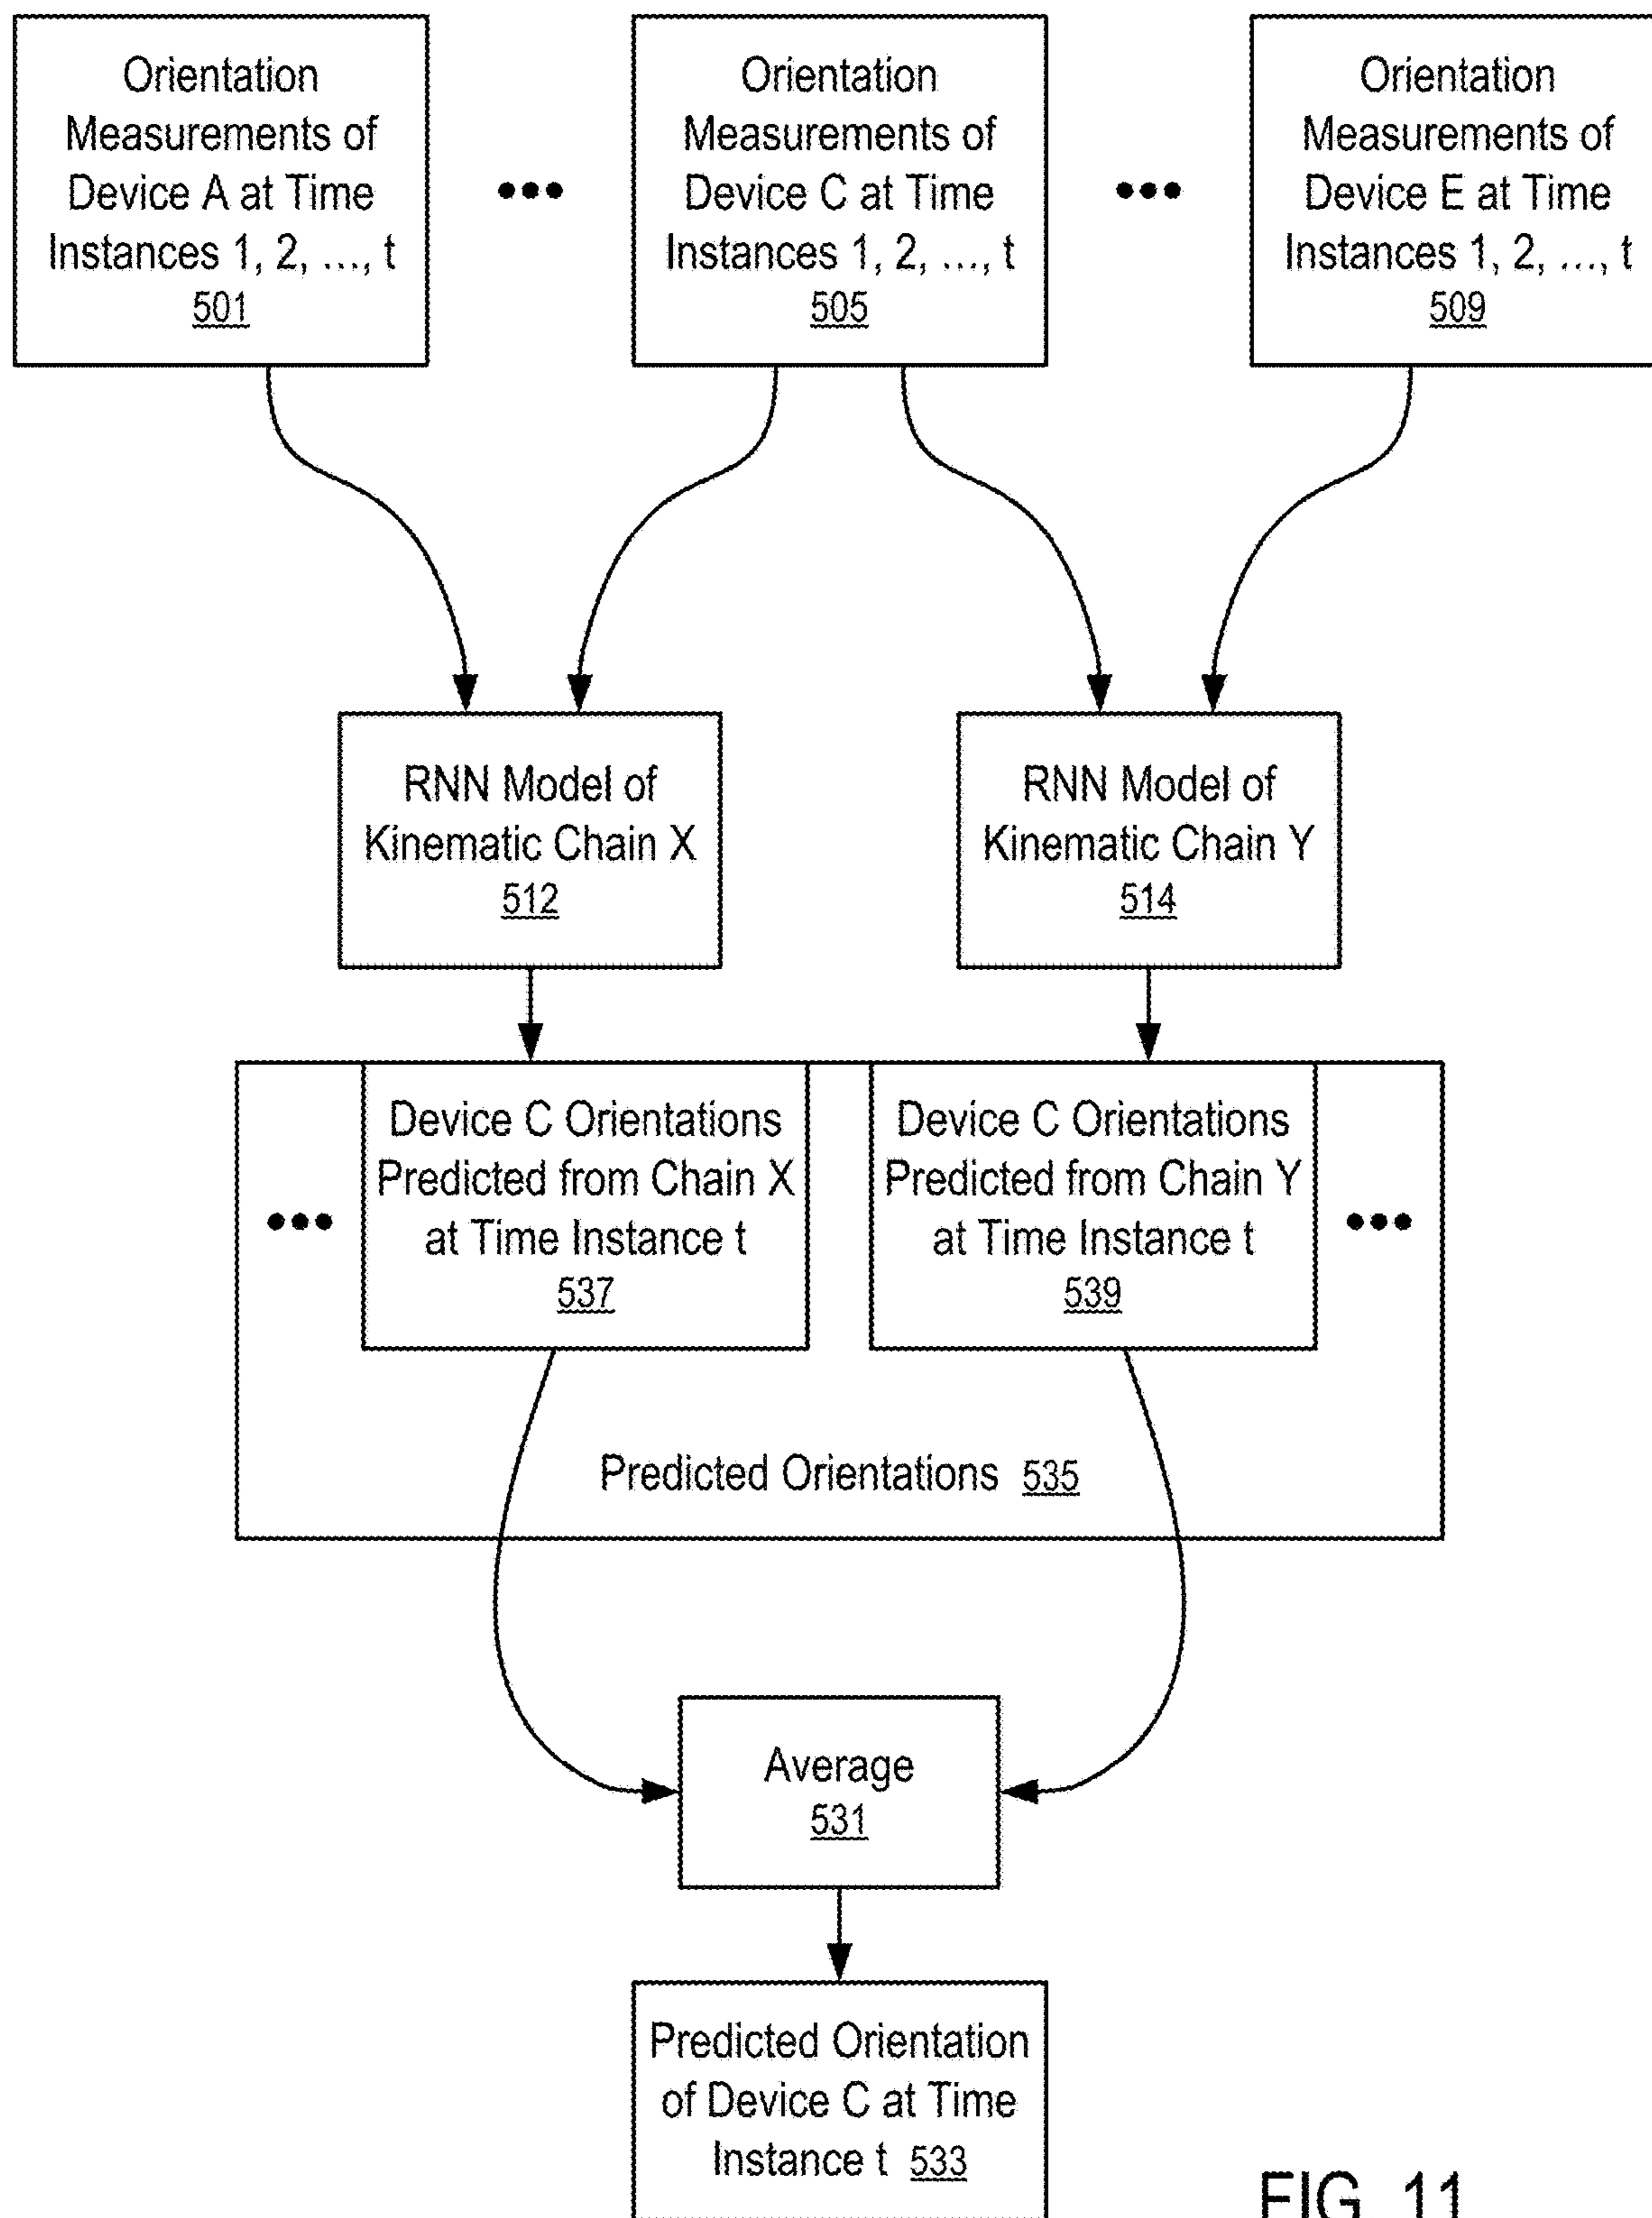 Orientation
Measurements of
Device A at Time
Instances 1, 2, ..., t
501
•••
Orientation
Measurements of
Device C at Time
Instances 1, 2, ..., t
505
•••
Orientation
Measurements of
Device E at Time
Instances 1, 2, ..., t
509
RNN Model of
Kinematic Chain X
512
RNN Model of
Kinematic Chain Y
514
•••
Device C Orientations
Predicted from Chain X
at Time Instance t
537
Device C Orientations
Predicted from Chain Y
at Time Instance t
539
•••
Predicted Orientations 535
Average
531
Predicted Orientation
of Device C at Time
Instance t 533
FIG. 11